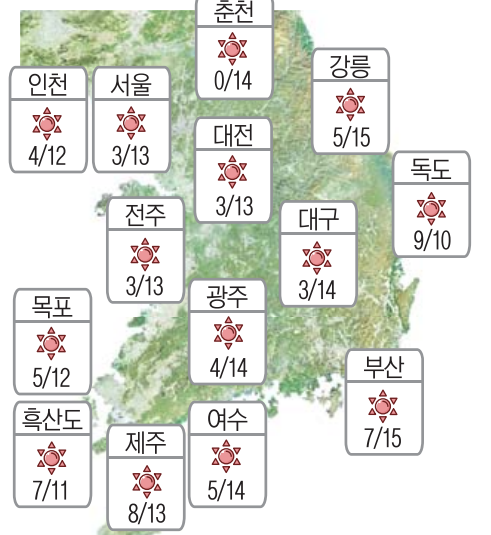 춘천
0/14
강릉
5/15
인천
4/12
서울
3/13
대전
3/13
독도
9/10
전주
3/13
대구
3/14
광주
4/14
목포
5/12
부산
7/15
흑산도
7/11
여수
5/14
제주
8/13